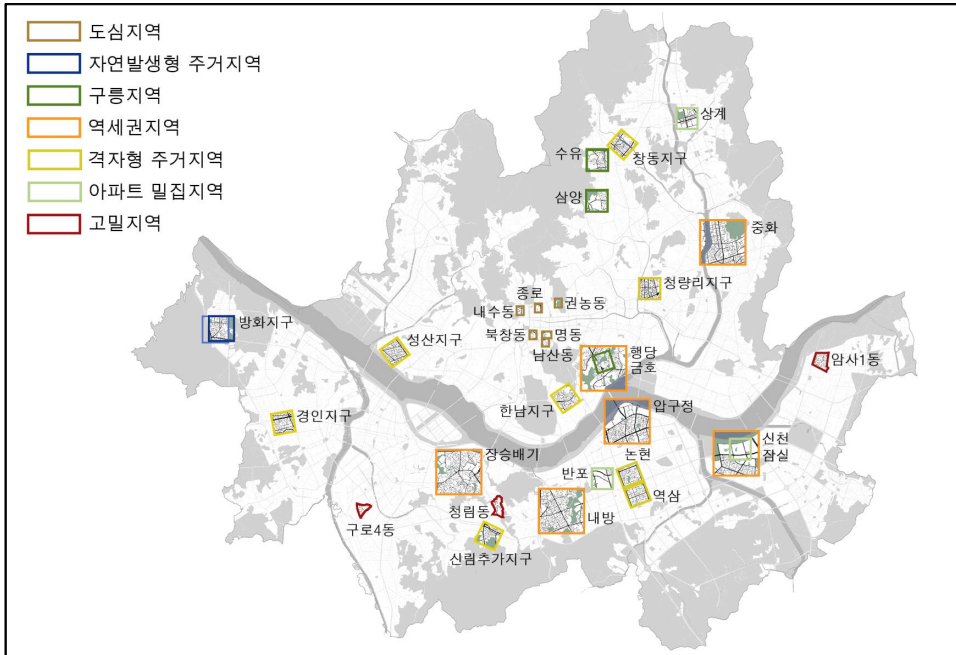 도심지역
자연발생형 주거지역
구릉지역
역세권지역
격자형 주거지역
아파트 밀집지역
고밀지역
상계
수유
창동지구
삼양
중화
청량리지구
종로
권농동
내수동
방화지구
북창동
명동
성산지구
남산동
행당
금호
암사1동
한남지구
압구정
경인지구
신천
잠실
논현
장승배기
반포
역삼
청림동
내방
구로4동
신림추가지구